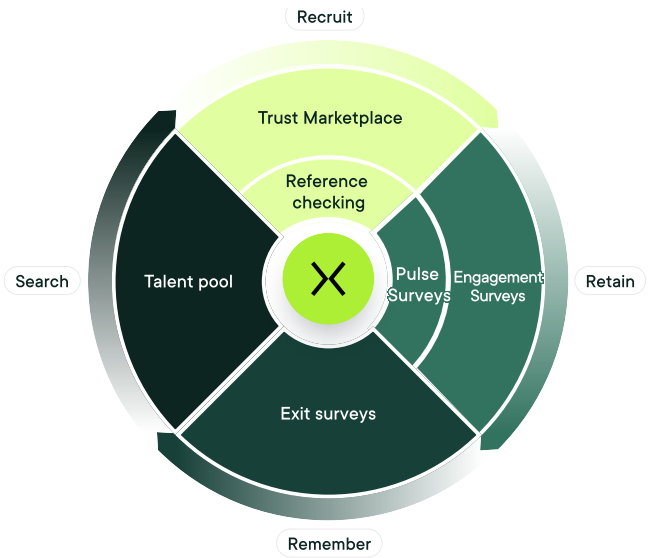 Recruit
Trust Marketplace
Reference
checking
Search
Talent pool
Pulse
Surveys
Engagement
Surveys
Retain
Exit surveys
Remember